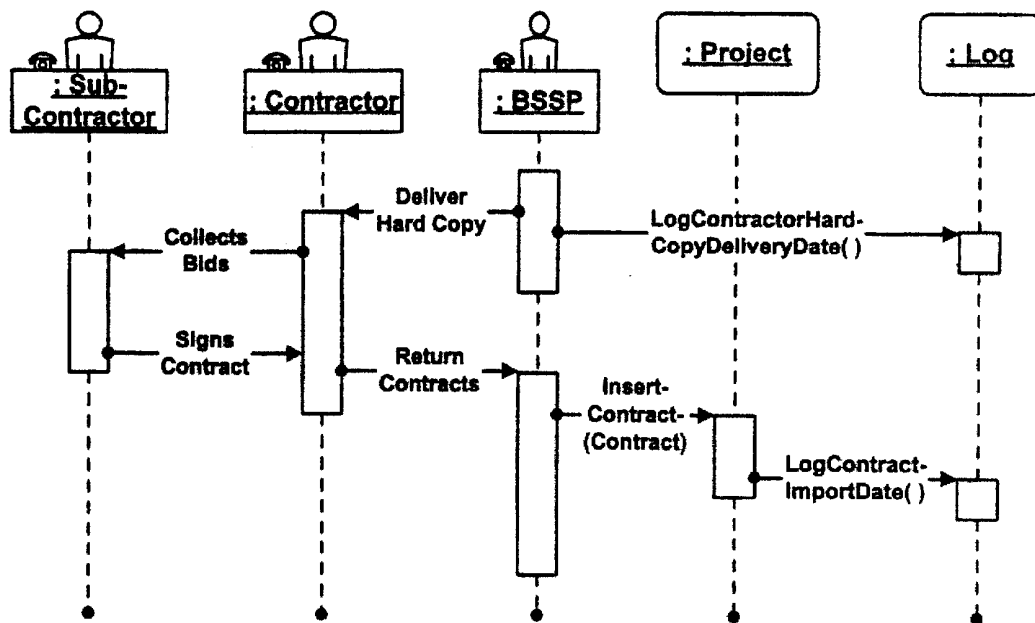 : Sub-
Contractor
: Contractor
: BSSP
: Project
: Log
Deliver
Hard Copy
LogContractorHard-
CopyDeliveryDate( )
Collects
Bids
Signs
Contract
Return
Contracts
Insert-
Contract-
(Contract)
LogContract-
ImportDate( )